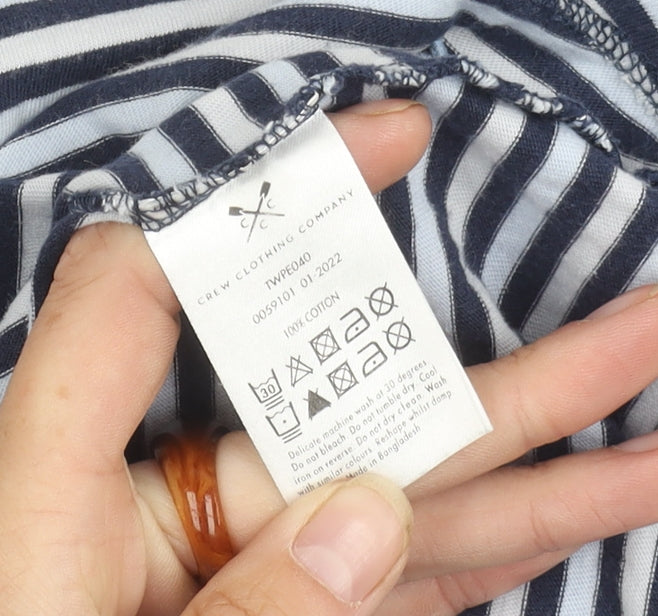 C C
C C
CREW CLOTHING COMPANY
TWPE040
0059101 01-2022
100% COTTON
30
Delicate machine wash at 30 degrees
Do not bleach. Do not tumble dry. Cool
iron on reverse. Do not dry clean. Wash
with similar colours. Reshape whilst damp
Made in Bangladesh